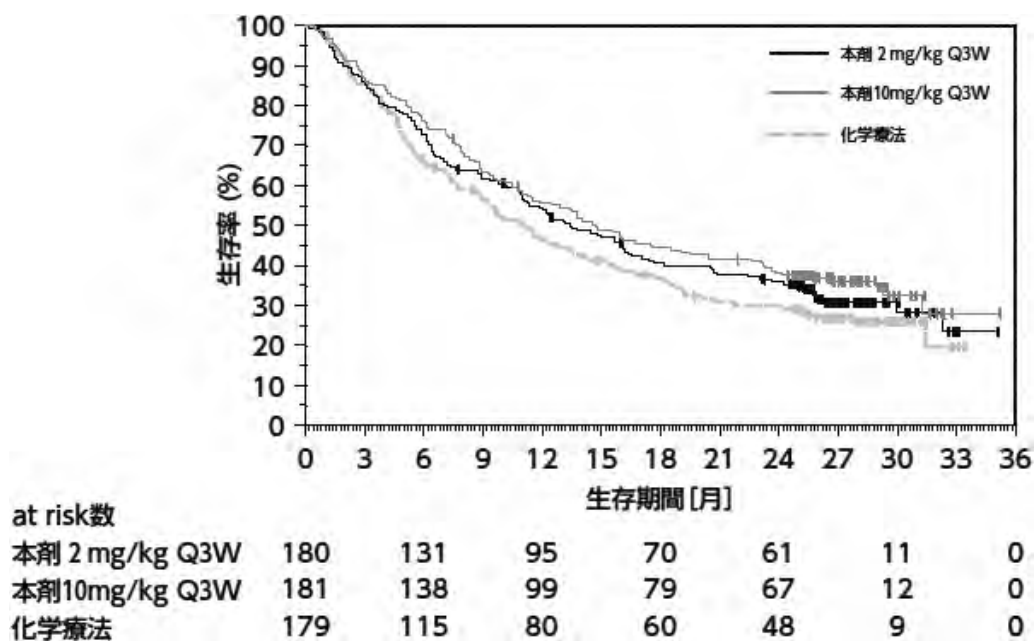 100
90
80
70
60
50
40
30
20
10
0
生存率 (%)
本剤 2 mg/kg Q3W
本剤10mg/kg Q3W
化学療法
0 3 6 9 12 15 18 21 24 27 30 33 36
生存期間 [月]
at risk数
本剤 2 mg/kg Q3W 180 131 95 70 61 11 0
本剤10mg/kg Q3W 181 138 99 79 67 12 0
化学療法 179 115 80 60 48 9 0